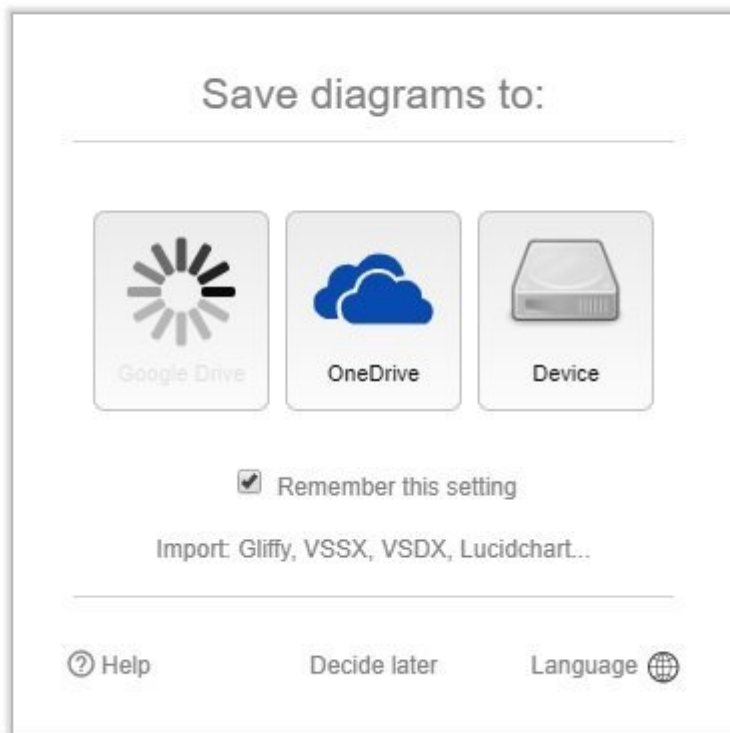 Save diagrams to:
Google Drive
OneDrive
Device
Remember this setting
Import: Gliffy, VSSX, VSDX, Lucidchart...
? Help
Decide later
Language